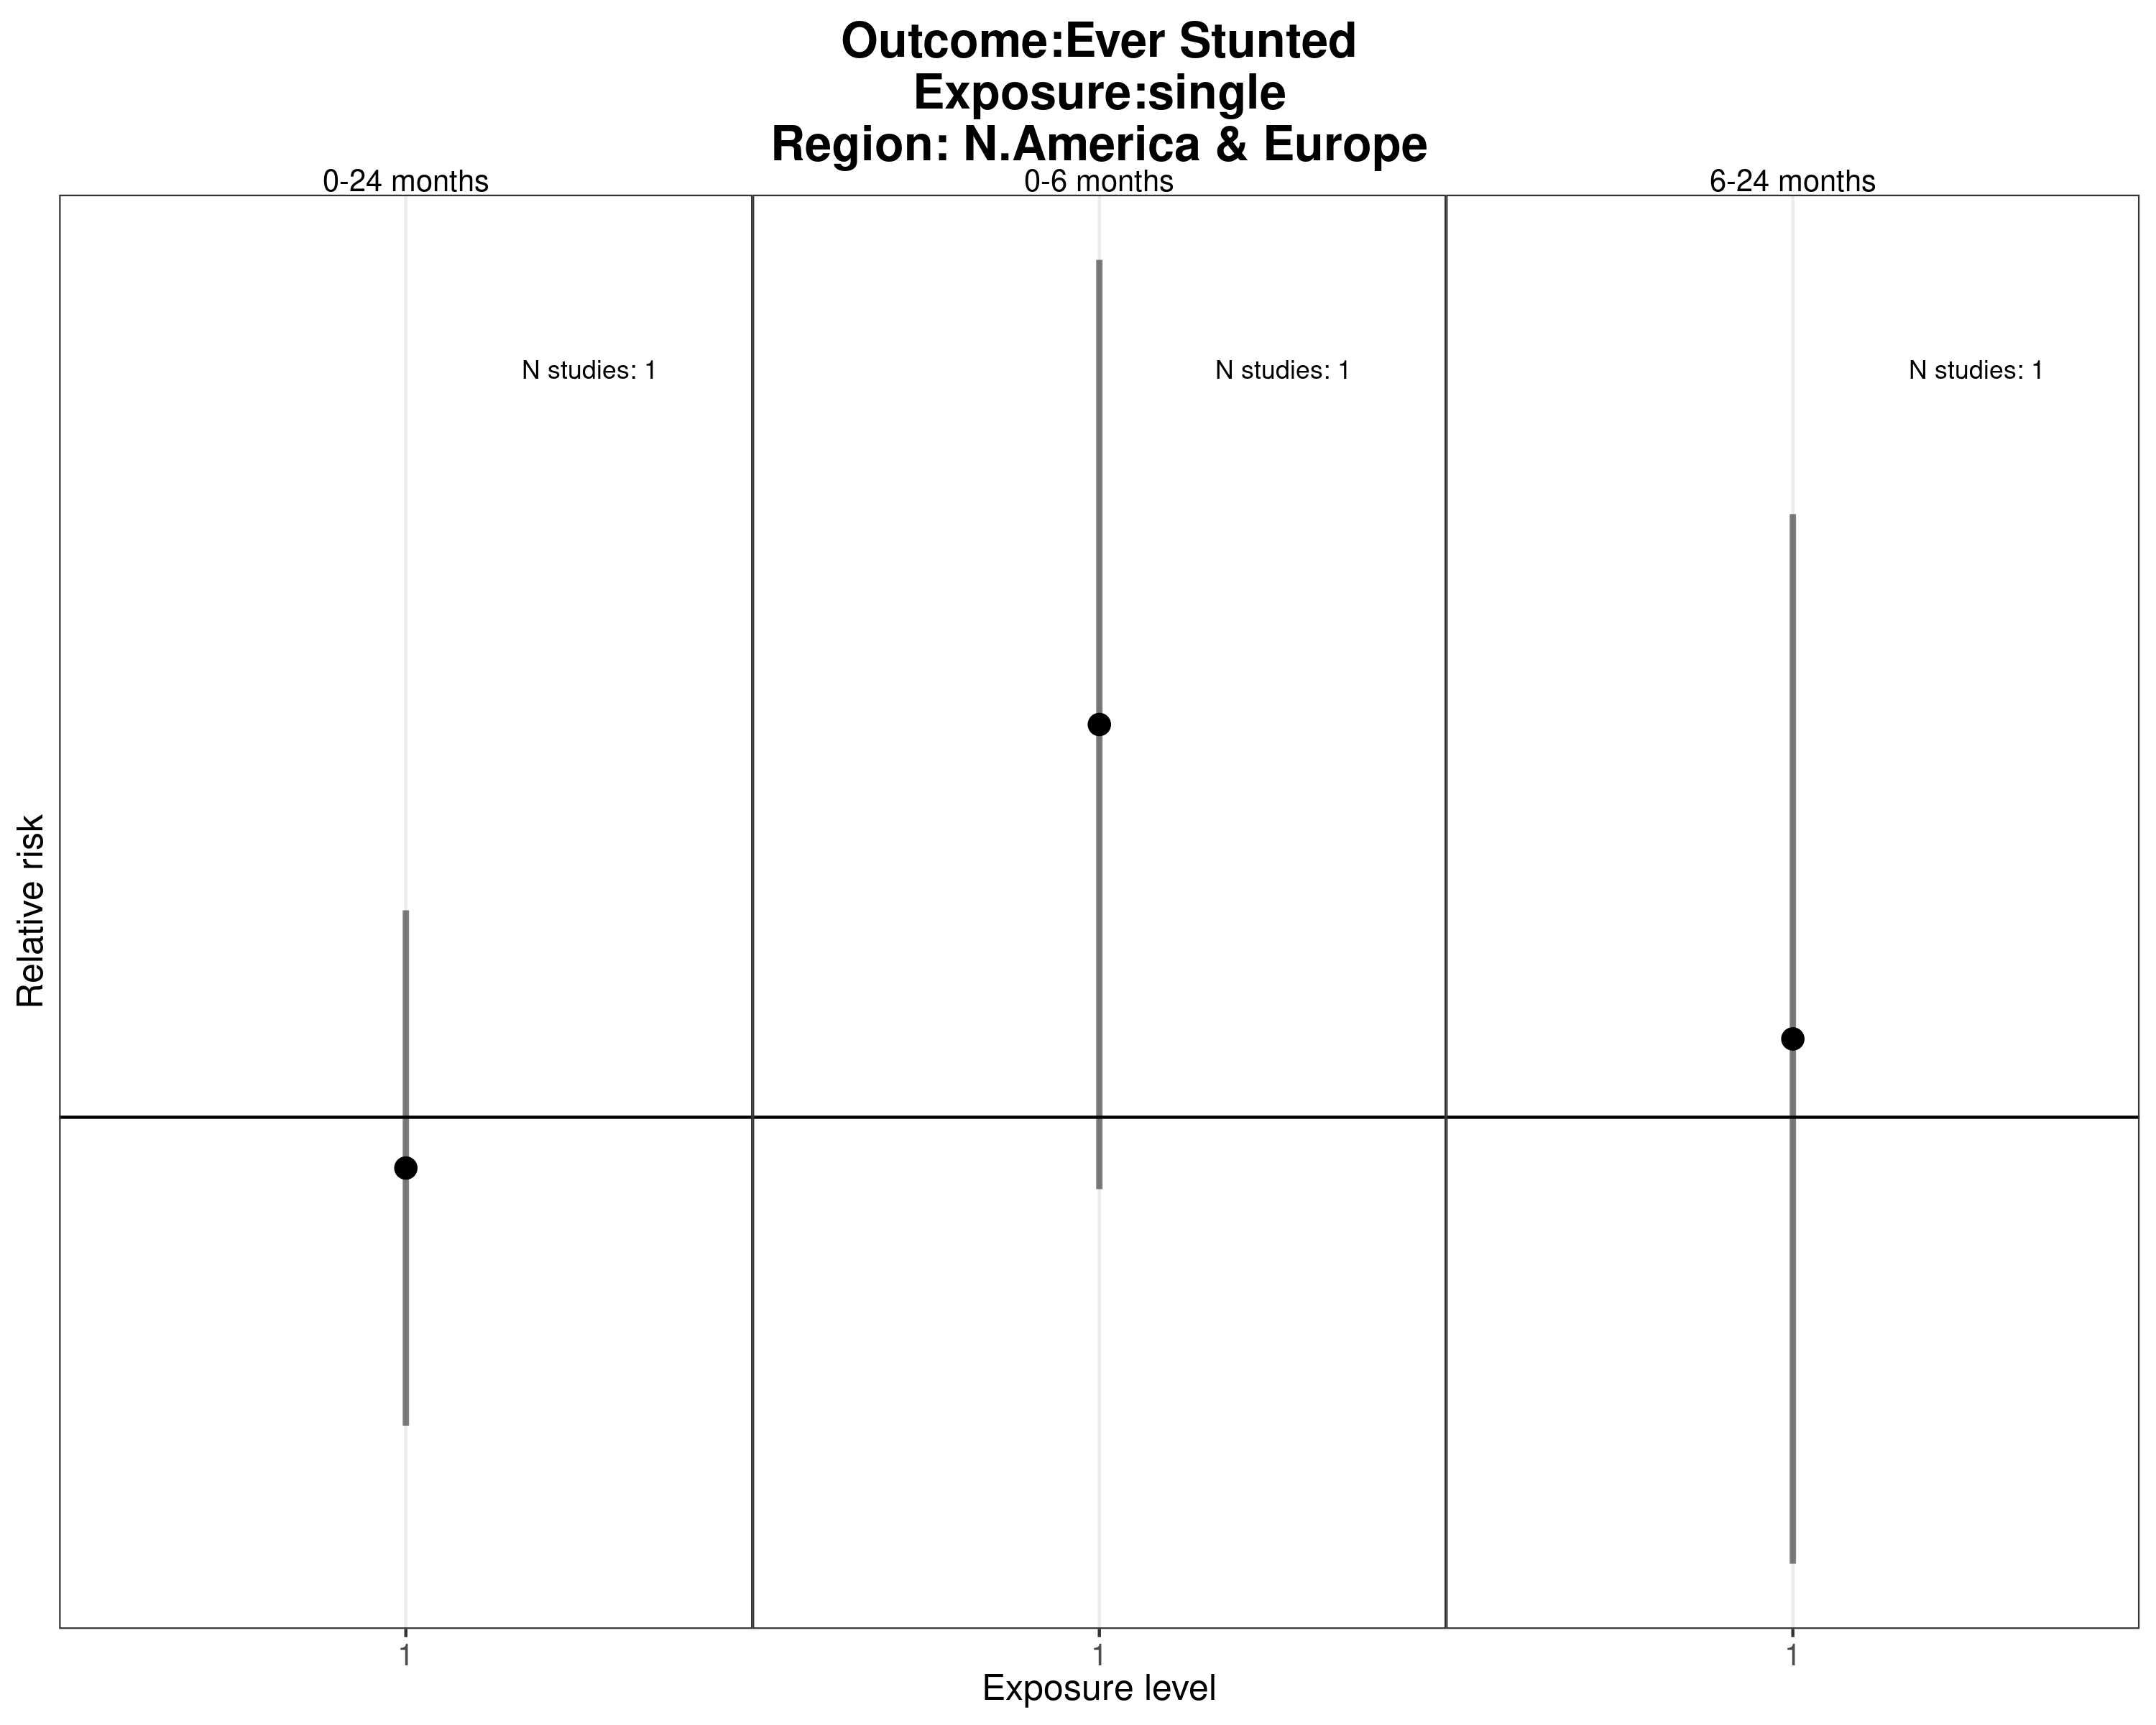 Outcome:Ever Stunted
Exposure:single
Region: N.America & Europe
0-24 months
0-6 months
6-24 months
N studies: 1
N studies: 1
N studies: 1
Relative risk
1
1
1
Exposure level